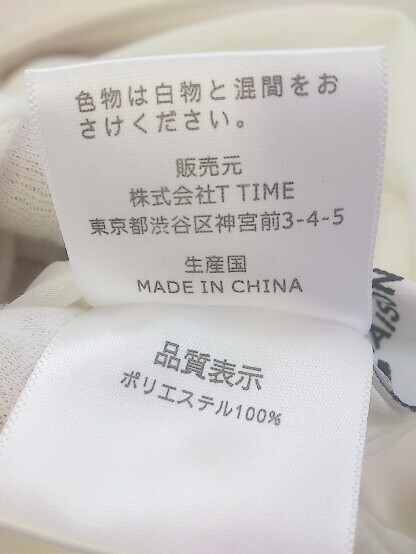 色物は白物と混間をお
さけください。
販売元
株式会社T TIME
東京都渋谷区神宮前3-4-5
生産国
MADE IN CHINA
品質表示
ポリエステル100%